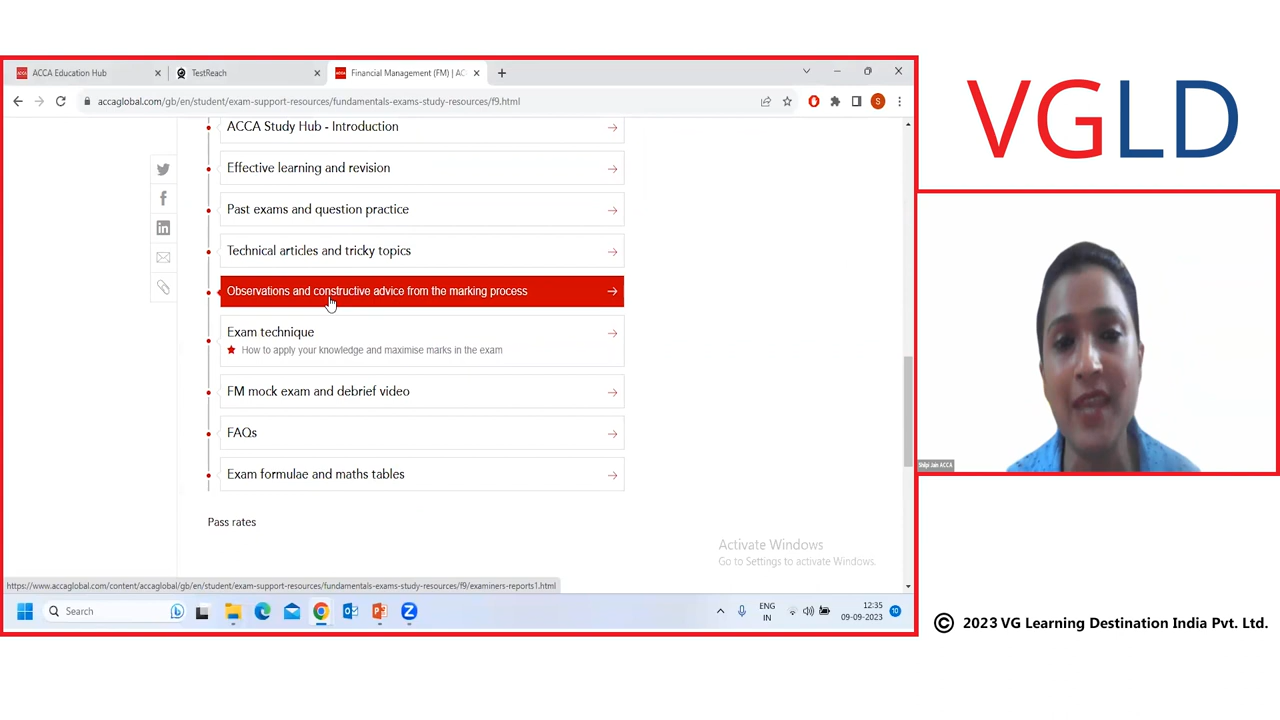 ACCA Education Hub
TestReach
Financial Management (FM) | AC
accaglobal.com/gb/en/student/exam-support-resources/fundamentals-exams-study-resources/f9.html
ACCA Study Hub - Introduction
Effective learning and revision
Past exams and question practice
Technical articles and tricky topics
Observations and constructive advice from the marking process
Exam technique
How to apply your knowledge and maximise marks in the exam
FM mock exam and debrief video
FAQs
Exam formulae and maths tables
Pass rates
Activate Windows
Go to Settings to activate Windows.
https://www.accaglobal.com/content/accaglobal/gb/en/student/exam-support-resources/fundamentals-exams-study-resources/f9/examiners-reports1.html
Search
ENG
IN
12:35
09-09-2023
10
VGLD
Shilpi Jain ACCA
© 2023 VG Learning Destination India Pvt. Ltd.